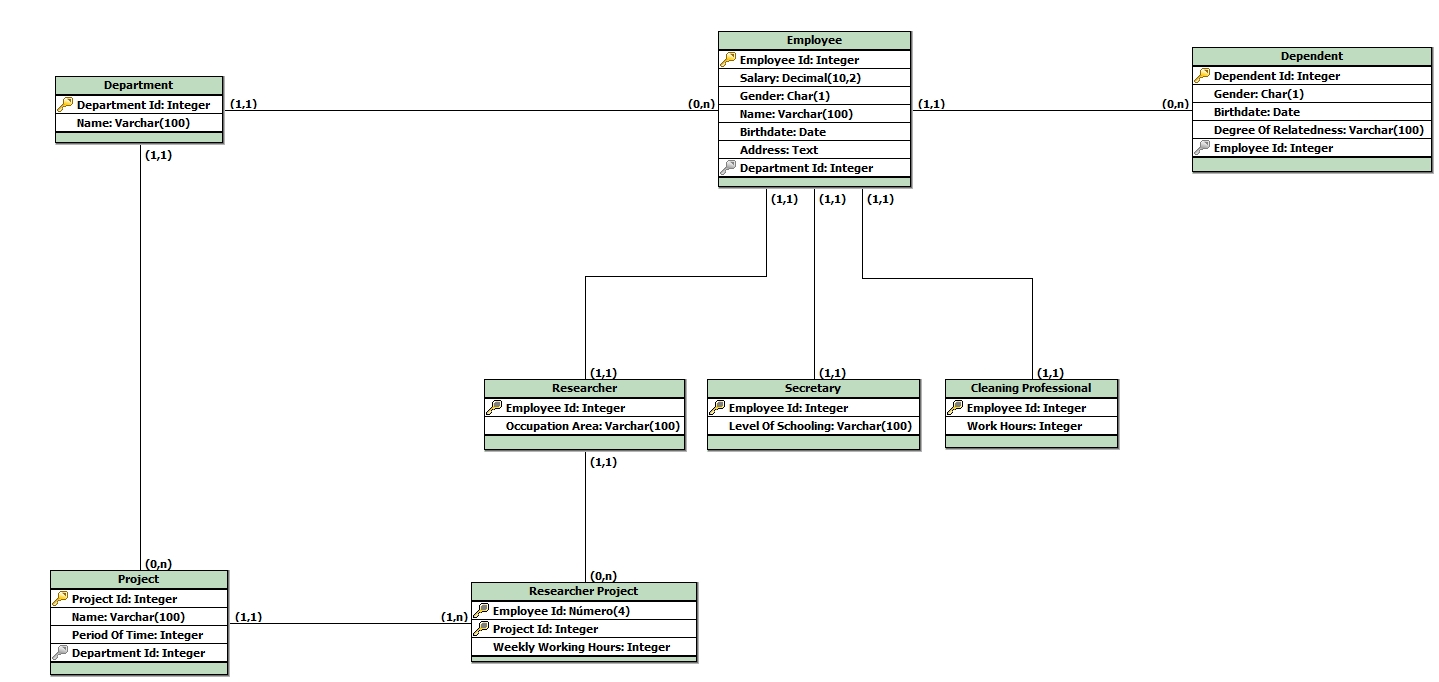 Employee
Employee Id: Integer
Salary: Decimal(10,2)
Gender: Char(1)
Name: Varchar(100)
Birthdate: Date
Address: Text
Department Id: Integer
Dependent
Dependent Id: Integer
Gender: Char(1)
Birthdate: Date
Degree Of Relatedness: Varchar(100)
Employee Id: Integer
Department
Department Id: Integer
Name: Varchar(100)
(1,1)
(0,n)
(1,1)
(0,n)
(1,1)
(1,1)
(1,1)
(1,1)
(1,1)
(1,1)
(1,1)
Researcher
Employee Id: Integer
Occupation Area: Varchar(100)
Secretary
Employee Id: Integer
Level Of Schooling: Varchar(100)
Cleaning Professional
Employee Id: Integer
Work Hours: Integer
(1,1)
(0,n)
(0,n)
Project
Project Id: Integer
Name: Varchar(100)
Period Of Time: Integer
Department Id: Integer
(1,1)
(1,n)
Researcher Project
Employee Id: Número(4)
Project Id: Integer
Weekly Working Hours: Integer